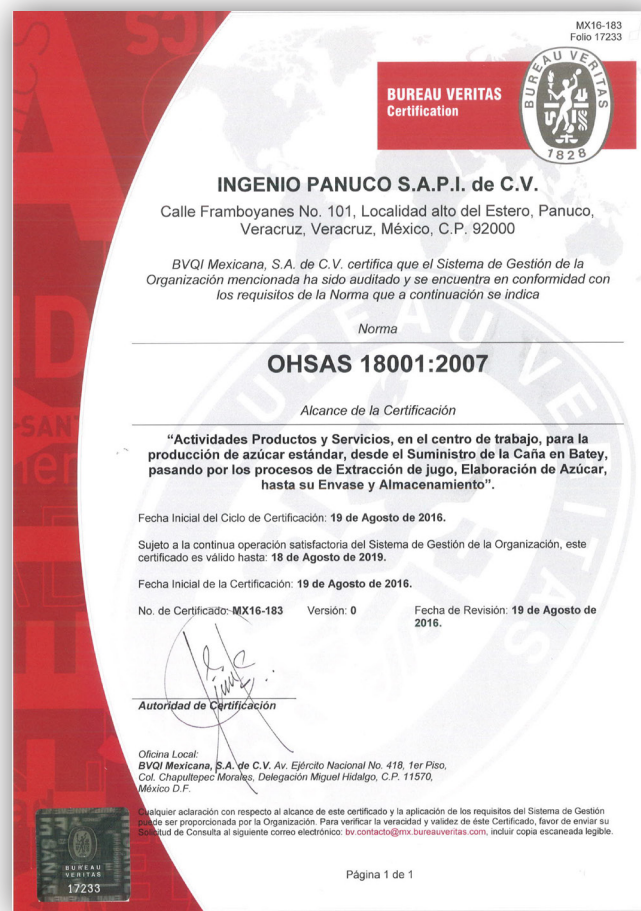 MX16-183
Folio 17233
BUREAU VERITAS
Certification
BUREAU VERITAS
1828
INGENIO PANUCO S.A.P.I. de C.V.
Calle Framboyanes No. 101, Localidad alto del Estero, Panuco,
Veracruz, Veracruz, México, C.P. 92000
BVQI Mexicana, S.A. de C.V. certifica que el Sistema de Gestión de la
Organización mencionada ha sido auditado y se encuentra en conformidad con
los requisitos de la Norma que a continuación se indica
Norma
OHSAS 18001:2007
Alcance de la Certificación
“Actividades Productos y Servicios, en el centro de trabajo, para la
producción de azúcar estándar, desde el Suministro de la Caña en Batey,
pasando por los procesos de Extracción de jugo, Elaboración de Azúcar,
hasta su Envase y Almacenamiento”.
Fecha Inicial del Ciclo de Certificación: 19 de Agosto de 2016.
Sujeto a la continua operación satisfactoria del Sistema de Gestión de la Organización, este
certificado es válido hasta: 18 de Agosto de 2019.
Fecha Inicial de la Certificación: 19 de Agosto de 2016.
No. de Certificado: MX16-183 Versión: 0 Fecha de Revisión: 19 de Agosto de
2016.
Autoridad de Certificación
Oficina Local:
BVQI Mexicana, S.A. de C.V. Av. Ejército Nacional No. 418, 1er Piso,
Col. Chapultepec Morales, Delegación Miguel Hidalgo, C.P. 11570,
México D.F.
Cualquier aclaración con respecto al alcance de este certificado y la aplicación de los requisitos del Sistema de Gestión
puede ser proporcionada por la Organización. Para verificar la veracidad y validez de éste Certificado, favor de enviar su
Solicitud de Consulta al siguiente correo electrónico: bv.contacto@mx.bureauveritas.com, incluir copia escaneada legible.
BUREAU
VERITAS
17233
Página 1 de 1